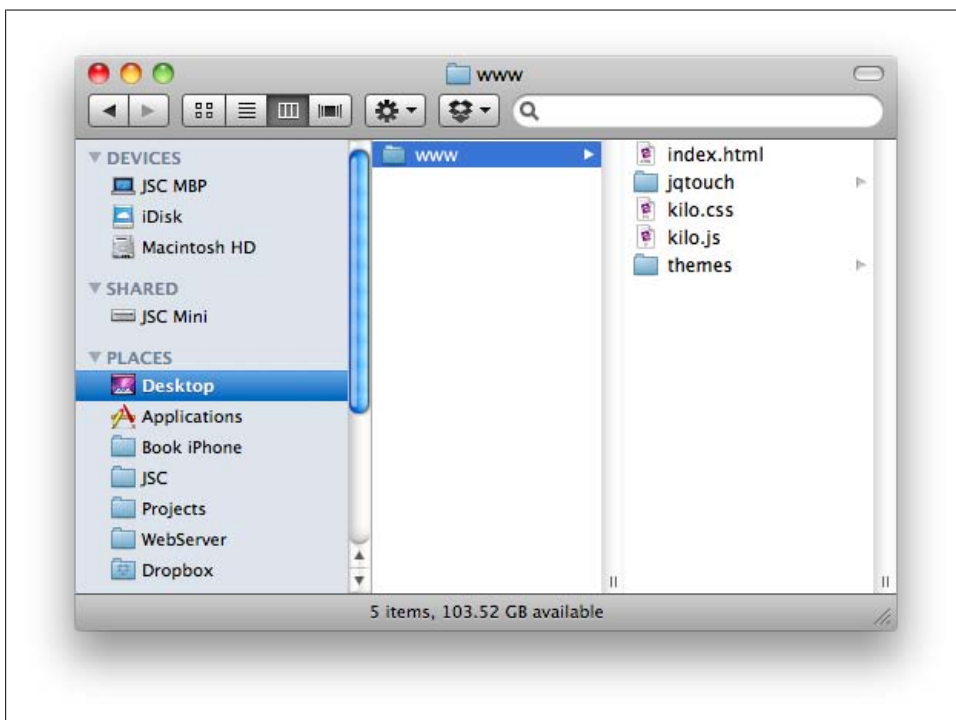 www
DEVICES
JSC MBP
iDisk
Macintosh HD
SHARED
JSC Mini
PLACES
Desktop
Applications
Book iPhone
JSC
Projects
WebServer
Dropbox
www
index.html
jqtouch
kilo.css
kilo.js
themes
5 items, 103.52 GB available